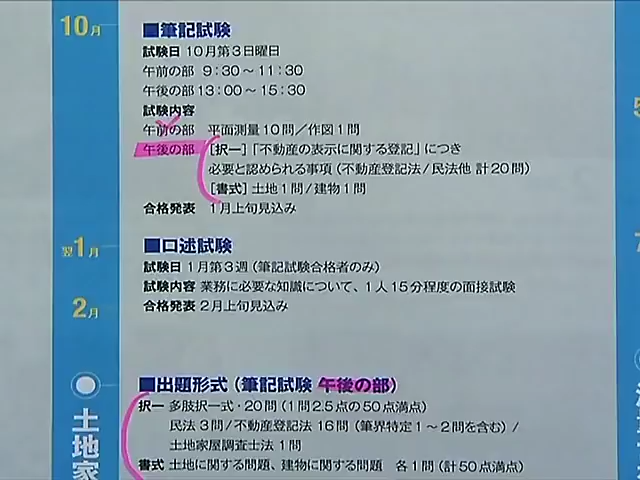 10月
■筆記試験
試験日 10月第3日曜日
午前の部 9:30～11:30
午後の部 13:00～15:30
試験内容
午前の部 平面測量10問／作図1問
午後の部 [択一]「不動産の表示に関する登記」につき
必要と認められる事項(不動産登記法/民法他 計20問)
[書式]土地1問/建物1問
合格発表 1月上旬見込み
翌1月
■口述試験
試験日 1月第3週(筆記試験合格者のみ)
試験内容 業務に必要な知識について、1人15分程度の面接試験
2月
合格発表 2月上旬見込み
■出題形式(筆記試験 午後の部)
択一 多肢択一式・20問(1問2.5点の50点満点)
民法3問/不動産登記法16問(筆界特定1～2問を含む)/
土地家屋調査士法1問
書式 土地に関する問題、建物に関する問題 各1問(計50点満点)
土地家